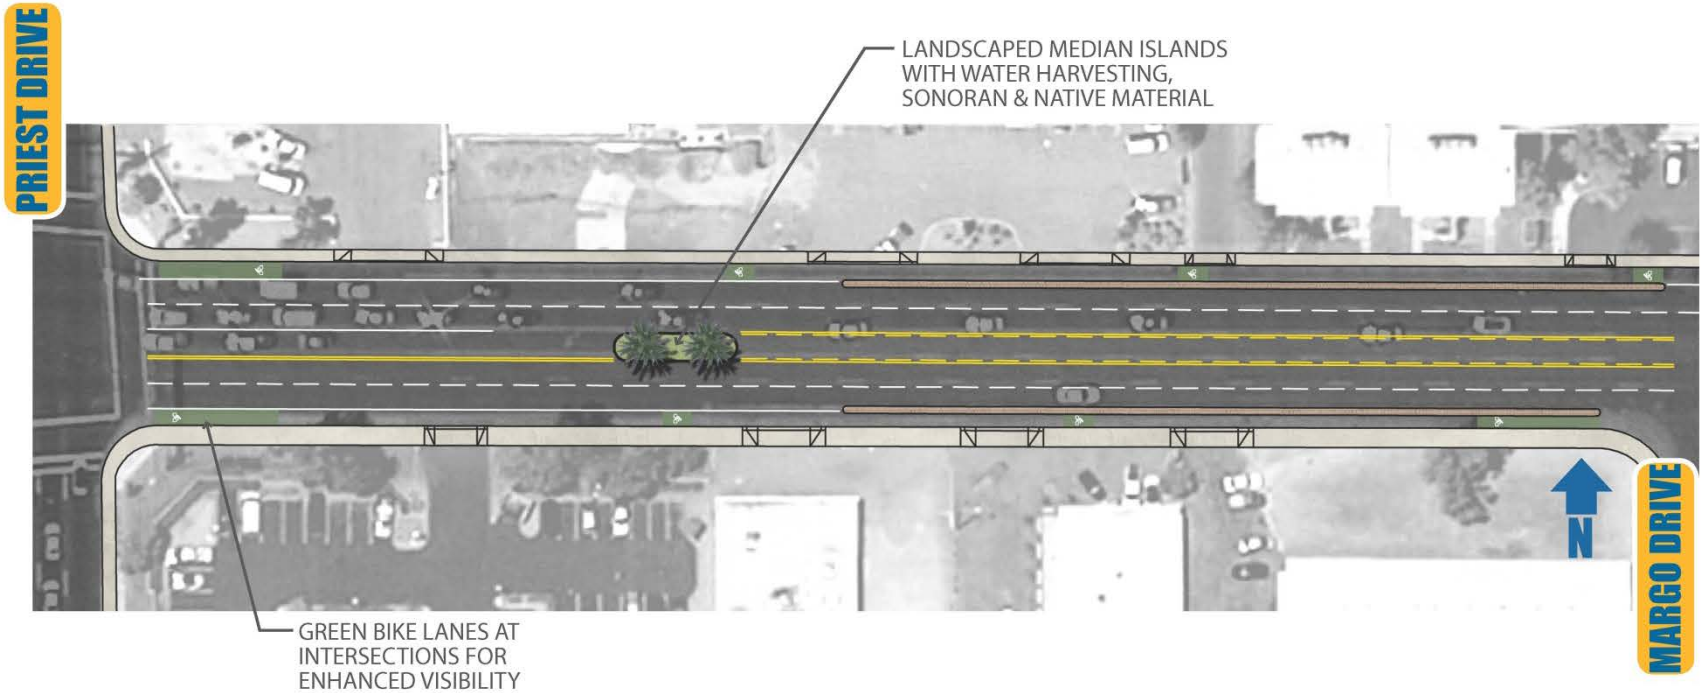 PRIEST DRIVE
LANDSCAPED MEDIAN ISLANDS
WITH WATER HARVESTING,
SONORAN & NATIVE MATERIAL
GREEN BIKE LANES AT
INTERSECTIONS FOR
ENHANCED VISIBILITY
N
MARGO DRIVE